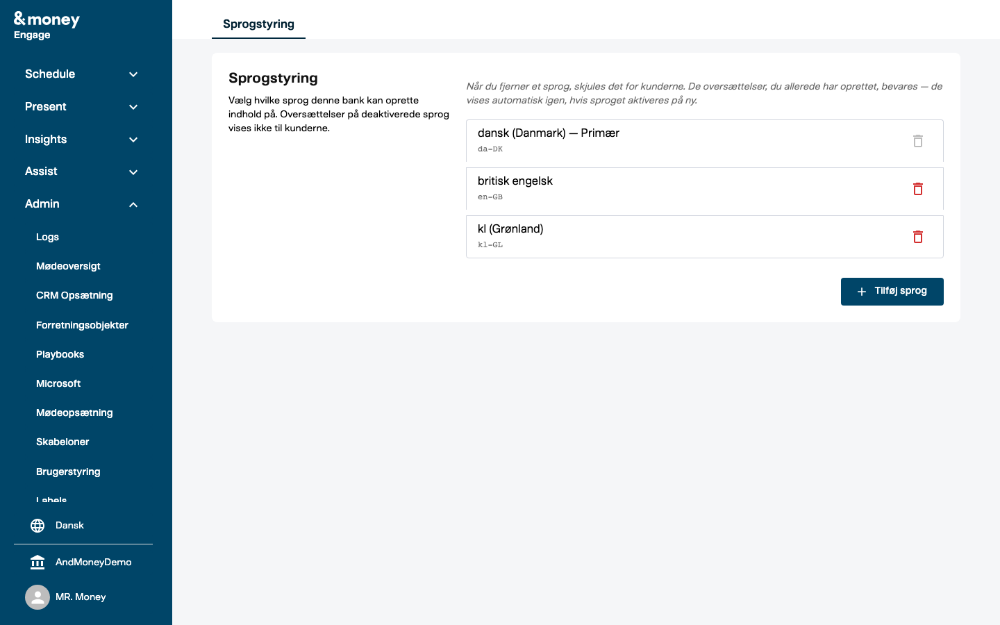 &money
Engage
Schedule
Present
Insights
Assist
Admin
Logs
Mødeoversigt
CRM Opsætning
Forretningsobjekter
Playbooks
Microsoft
Mødeopsætning
Skabeloner
Brugerstyring
Labels
Dansk
AndMoneyDemo
MR. Money
Sprogstyring
Sprogstyring
Vælg hvilke sprog denne bank kan oprette
indhold på. Oversættelser på deaktiverede sprog
vises ikke til kunderne.
Når du fjerner et sprog, skjules det for kunderne. De oversættelser, du allerede har oprettet, bevares — de
vises automatisk igen, hvis sproget aktiveres på ny.
dansk (Danmark) — Primær
da-DK
britisk engelsk
en-GB
kl (Grønland)
kl-GL
Tilføj sprog